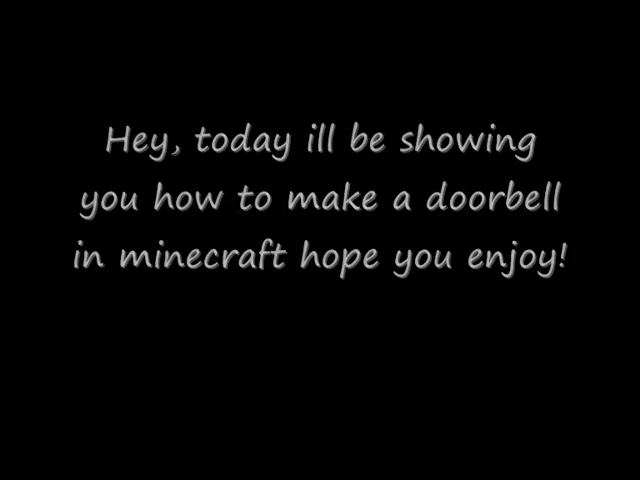 Hey, today ill be showing
you how to make a doorbell
in minecraft hope you enjoy!